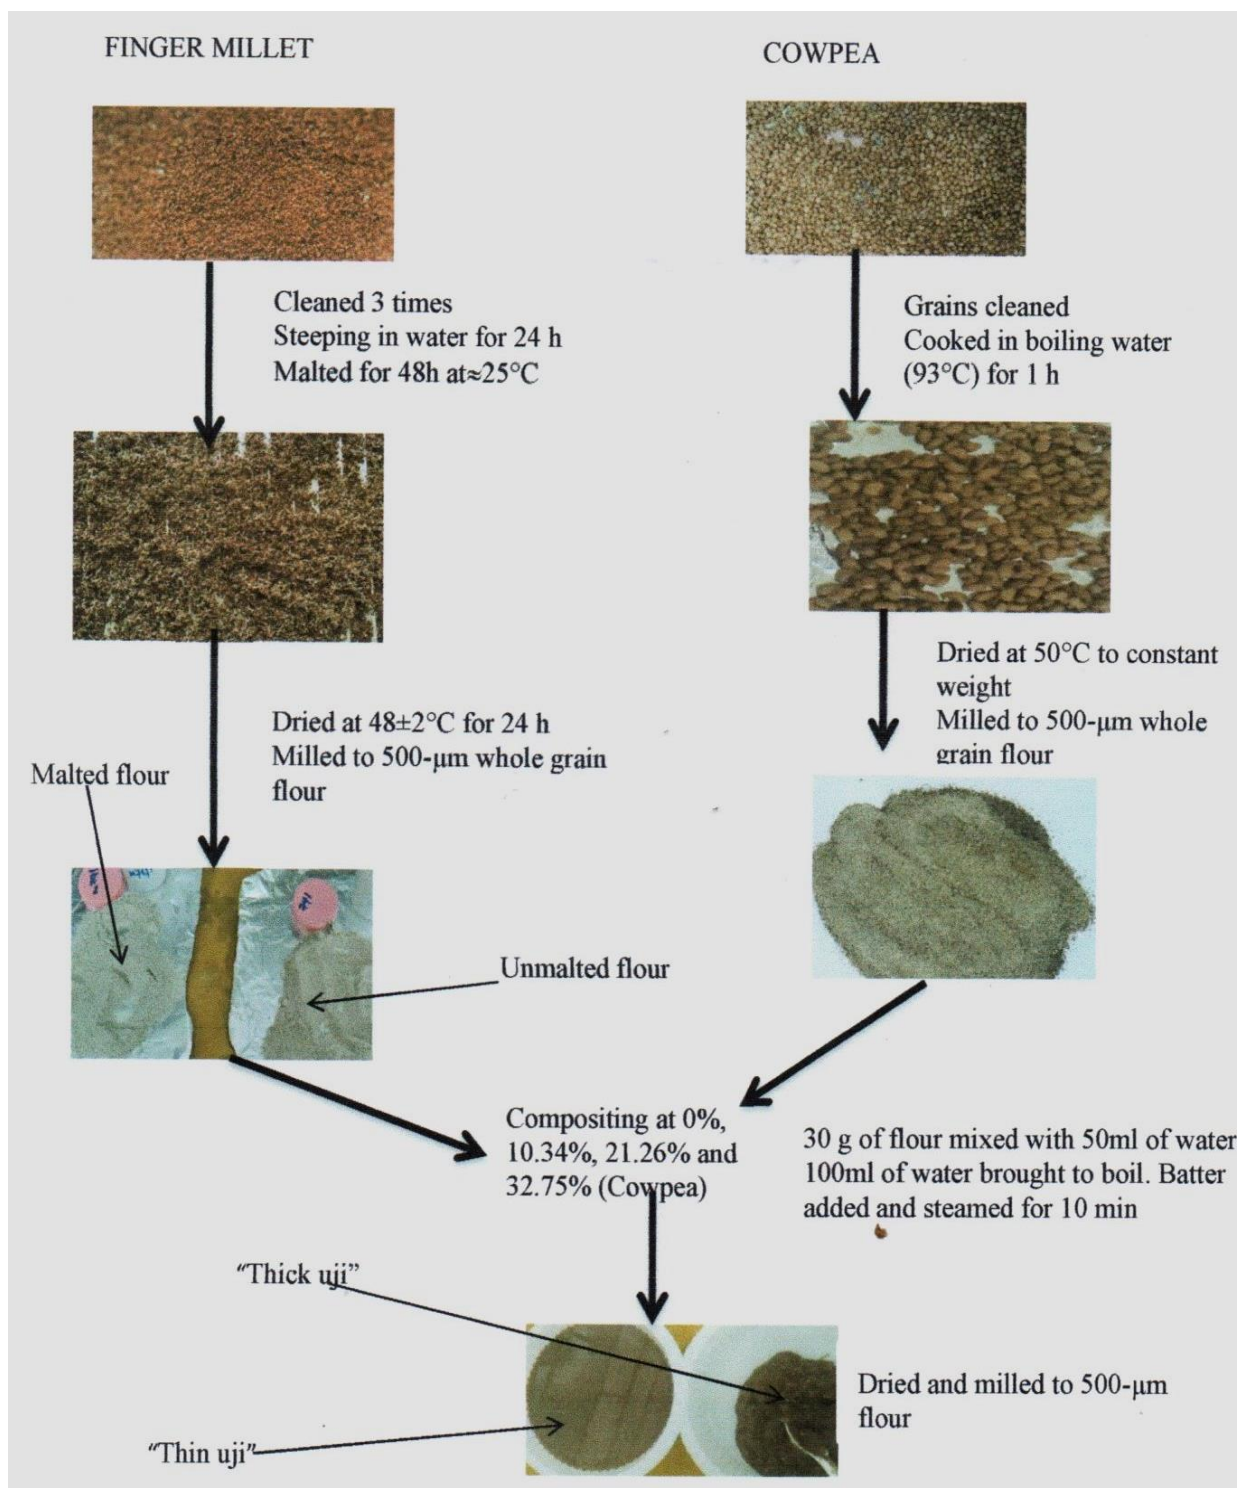 FINGER MILLET
COWPEA
Cleaned 3 times
Steeping in water for 24 h
Malted for 48h at≈25°C
Grains cleaned
Cooked in boiling water
(93°C) for 1 h
Dried at 48±2°C for 24 h
Milled to 500-μm whole grain
flour
Dried at 50°C to constant
weight
Milled to 500-μm whole
grain flour
Malted flour
Unmalted flour
Compositing at 0%,
10.34%, 21.26% and
32.75% (Cowpea)
30 g of flour mixed with 50ml of water
100ml of water brought to boil. Batter
added and steamed for 10 min
“Thick uji”
“Thin uji”
Dried and milled to 500-μm
flour